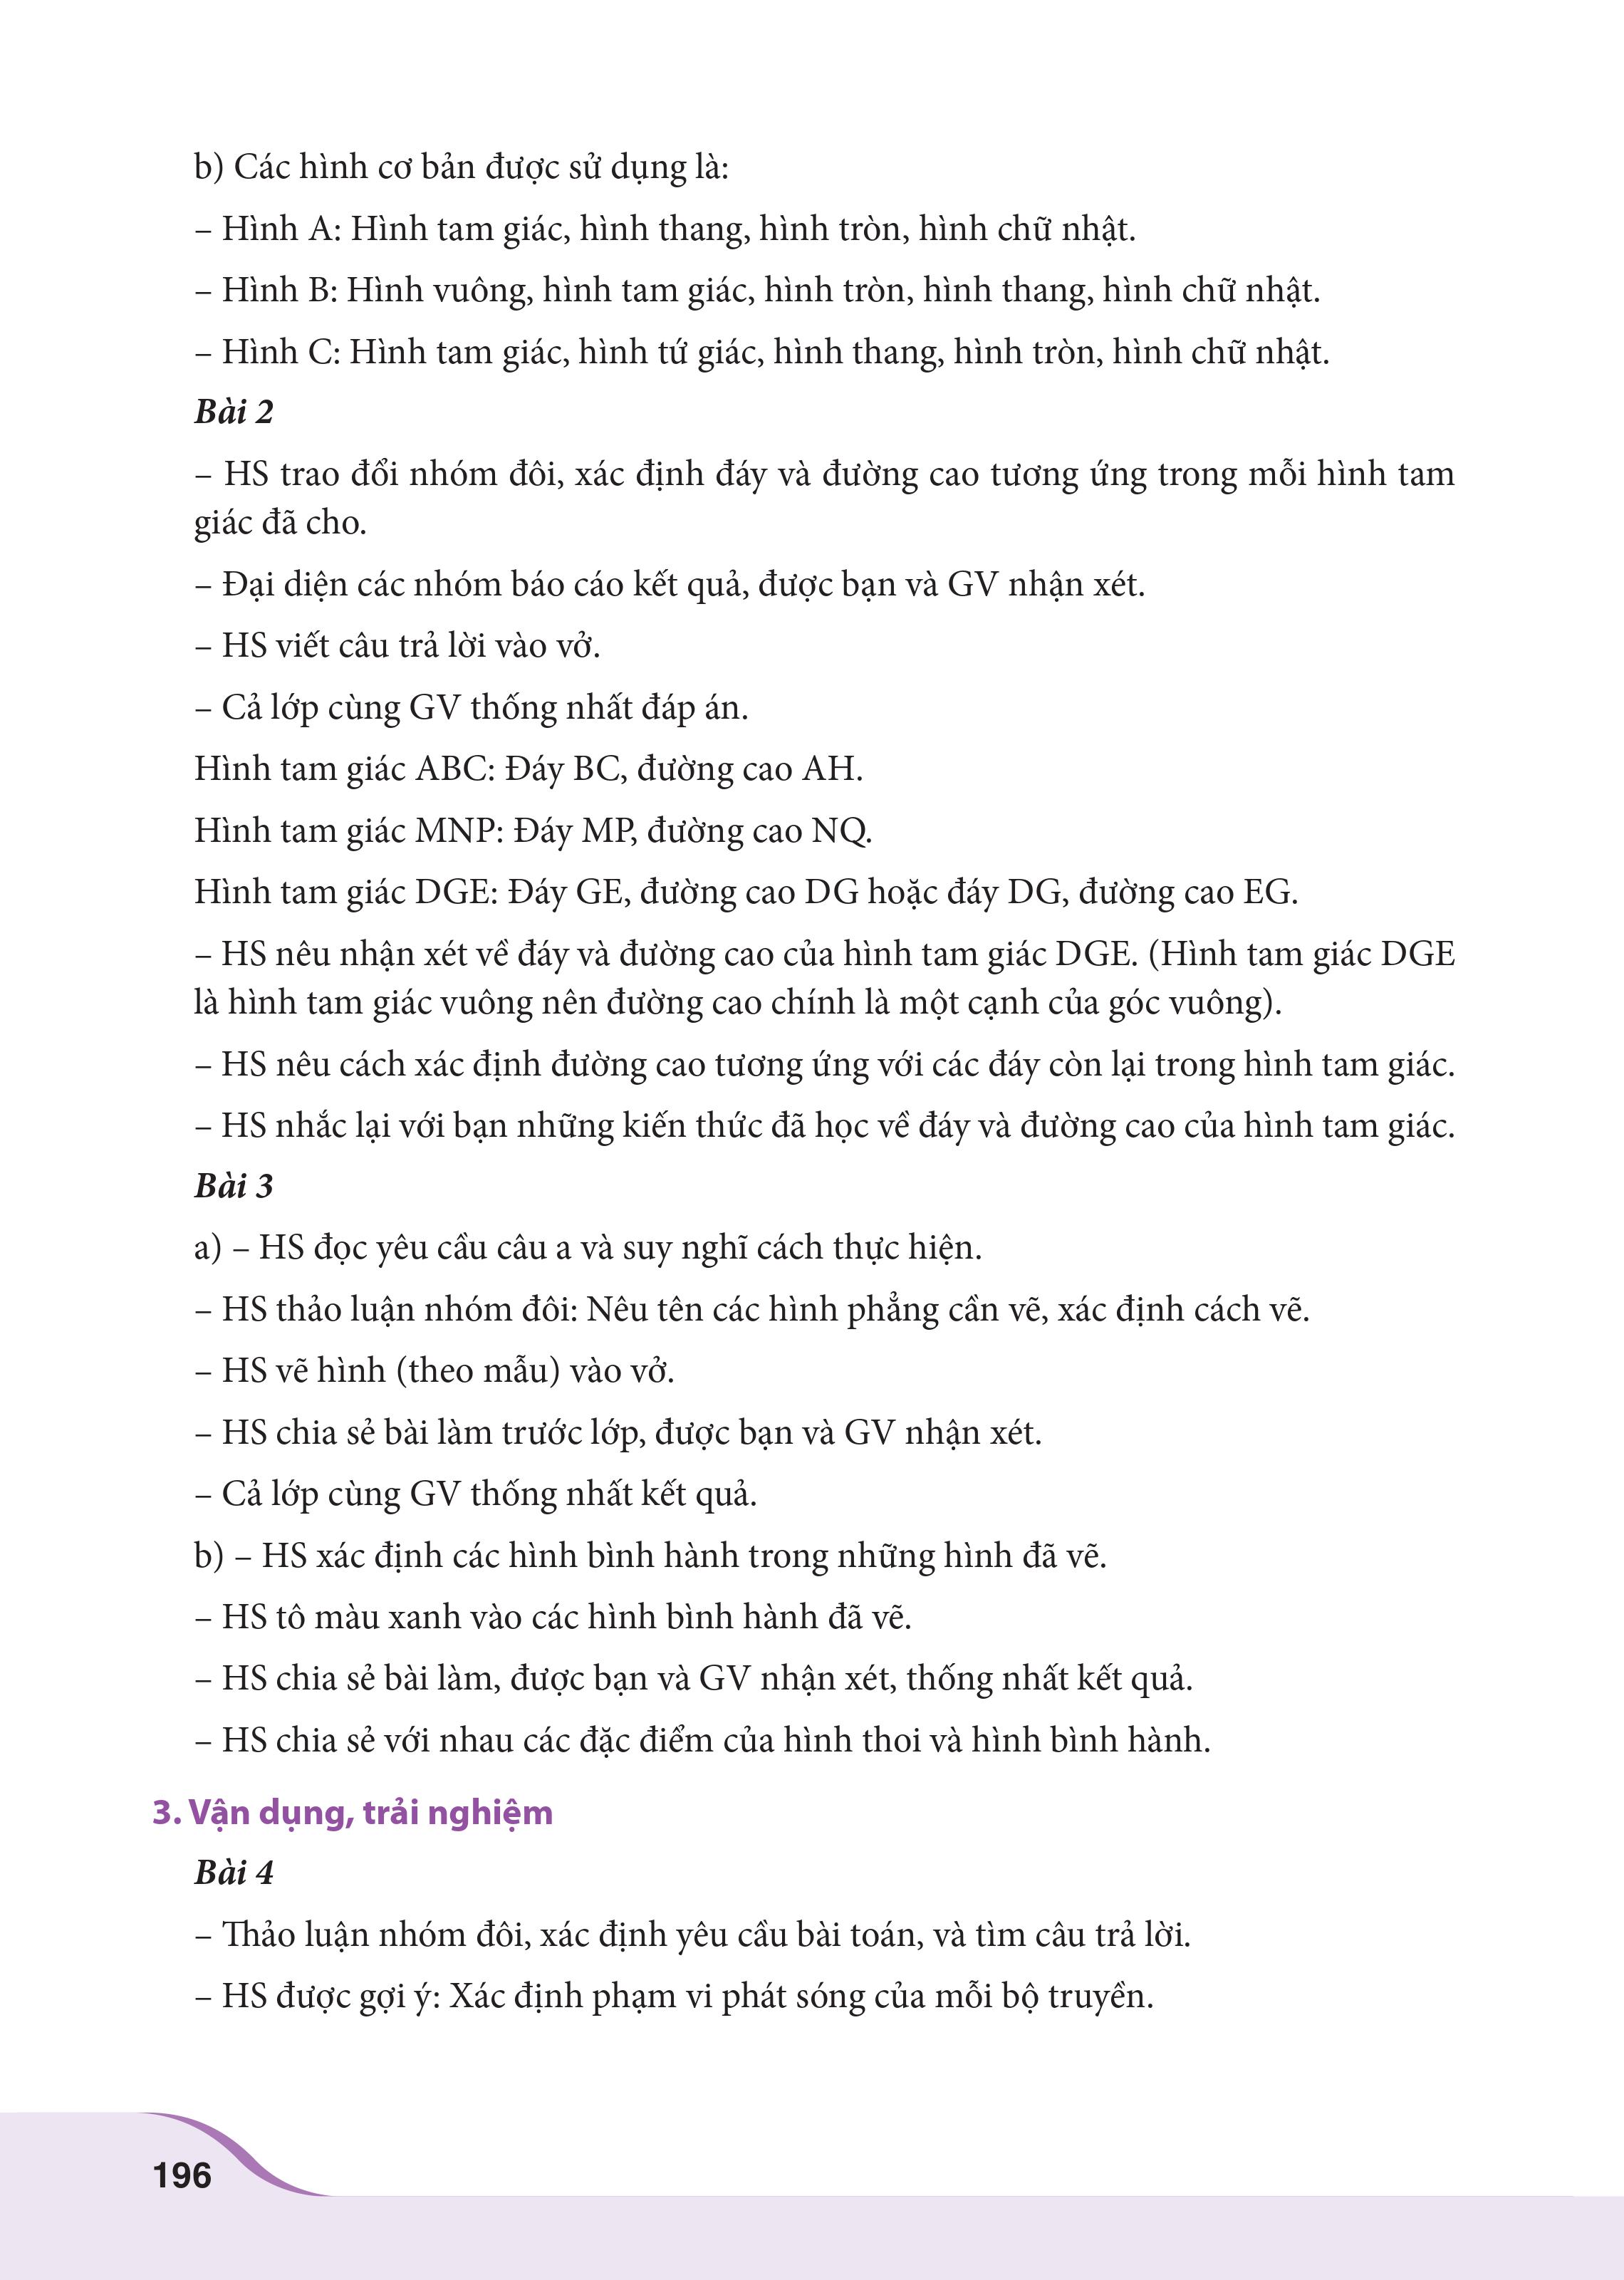 b) Các hình cơ bản được sử dụng là:
– Hình A: Hình tam giác, hình thang, hình tròn, hình chữ nhật.
– Hình B: Hình vuông, hình tam giác, hình tròn, hình thang, hình chữ nhật.
– Hình C: Hình tam giác, hình tứ giác, hình thang, hình tròn, hình chữ nhật.
Bài 2
– HS trao đổi nhóm đôi, xác định đáy và đường cao tương ứng trong mỗi hình tam
giác đã cho.
– Đại diện các nhóm báo cáo kết quả, được bạn và GV nhận xét.
– HS viết câu trả lời vào vở.
– Cả lớp cùng GV thống nhất đáp án.
Hình tam giác ABC: Đáy BC, đường cao AH.
Hình tam giác MNP: Đáy MP, đường cao NQ.
Hình tam giác DGE: Đáy GE, đường cao DG hoặc đáy DG, đường cao EG.
– HS nêu nhận xét về đáy và đường cao của hình tam giác DGE. (Hình tam giác DGE
là hình tam giác vuông nên đường cao chính là một cạnh của góc vuông).
– HS nêu cách xác định đường cao tương ứng với các đáy còn lại trong hình tam giác.
– HS nhắc lại với bạn những kiến thức đã học về đáy và đường cao của hình tam giác.
Bài 3
a) – HS đọc yêu cầu câu a và suy nghĩ cách thực hiện.
– HS thảo luận nhóm đôi: Nêu tên các hình phẳng cần vẽ, xác định cách vẽ.
– HS vẽ hình (theo mẫu) vào vở.
– HS chia sẻ bài làm trước lớp, được bạn và GV nhận xét.
– Cả lớp cùng GV thống nhất kết quả.
b) – HS xác định các hình bình hành trong những hình đã vẽ.
– HS tô màu xanh vào các hình bình hành đã vẽ.
– HS chia sẻ bài làm, được bạn và GV nhận xét, thống nhất kết quả.
– HS chia sẻ với nhau các đặc điểm của hình thoi và hình bình hành.
3. Vận dụng, trải nghiệm
Bài 4
– Thảo luận nhóm đôi, xác định yêu cầu bài toán, và tìm câu trả lời.
– HS được gợi ý: Xác định phạm vi phát sóng của mỗi bộ truyền.
196